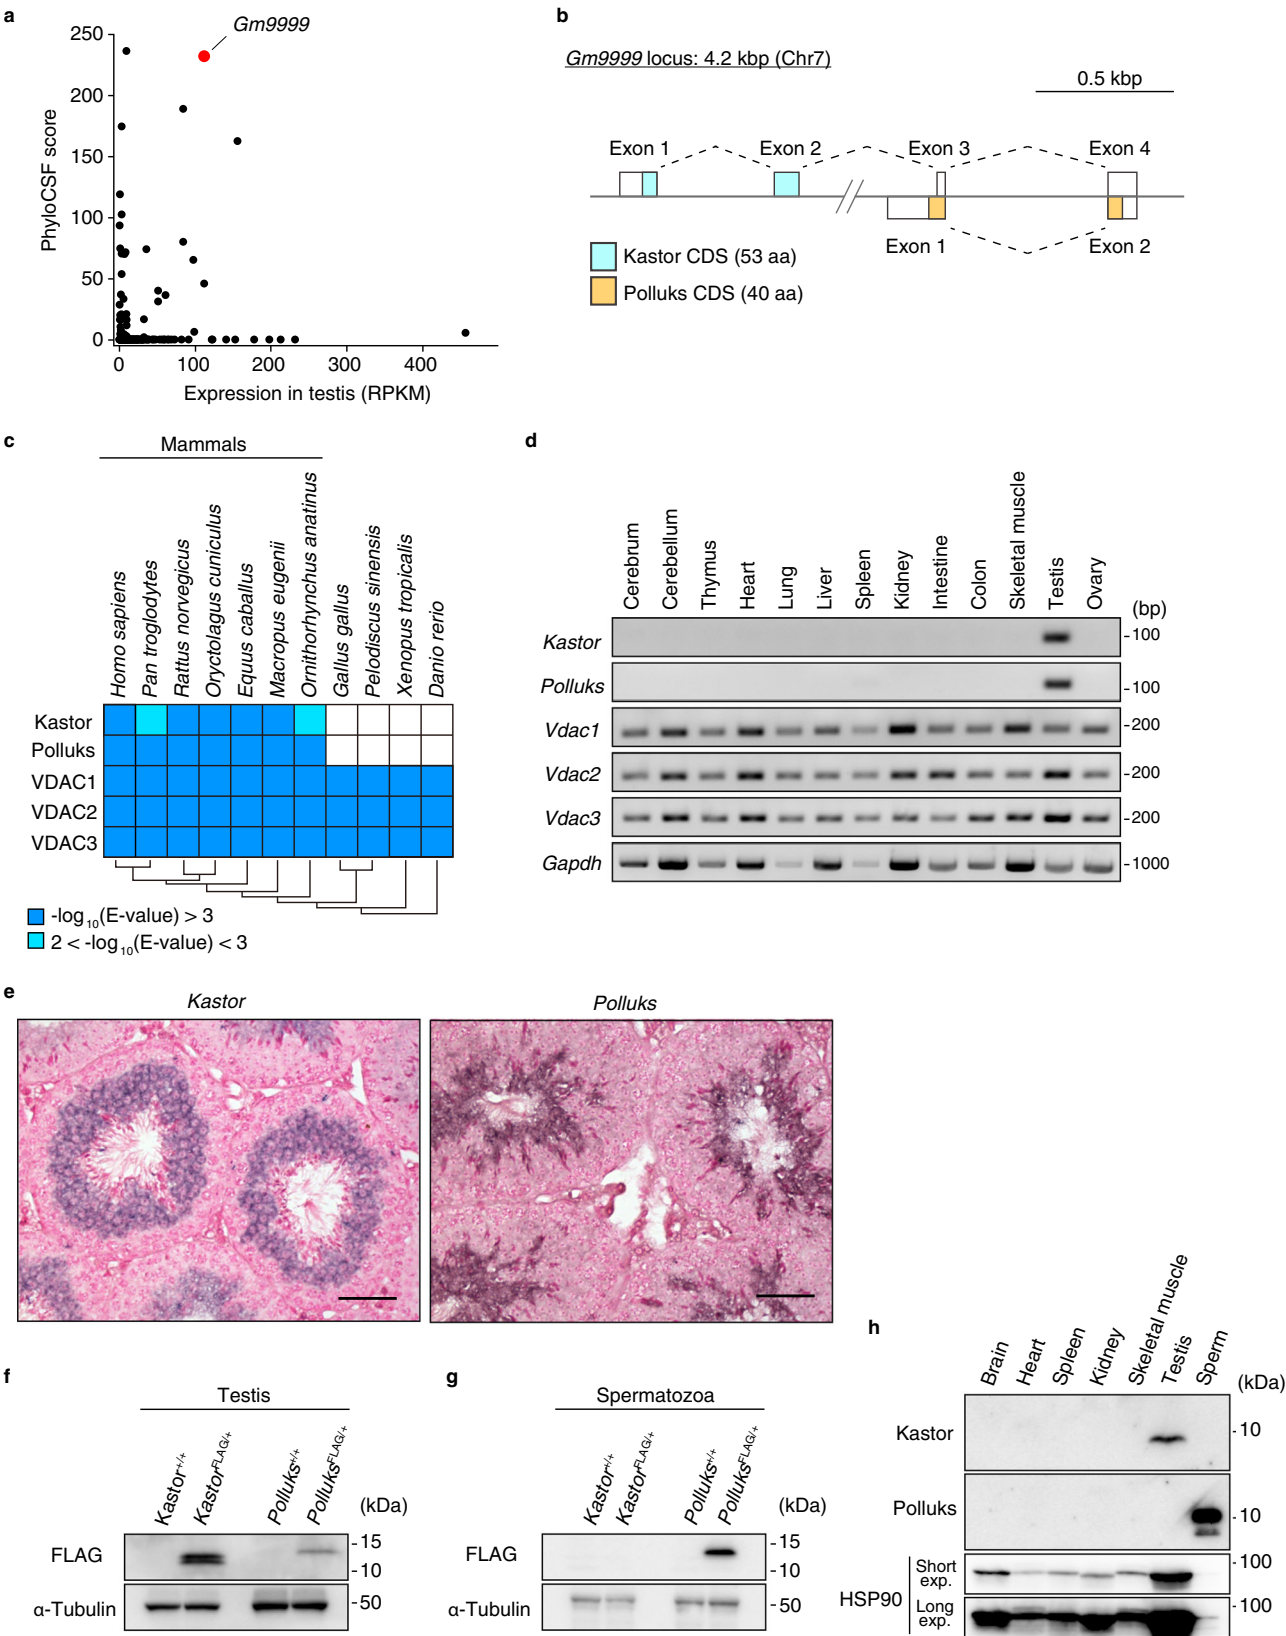 a
Gm9999
250
200
150
100
50
0
PhyloCSF score
0 100 200 300 400
Expression in testis (RPKM)
b
Gm9999 locus: 4.2 kbp (Chr7)
0.5 kbp
Exon 1 Exon 2 Exon 3 Exon 4
Exon 1 Exon 2
Kastor CDS (53 aa)
Polluks CDS (40 aa)
c
Mammals
Homo sapiens
Pan troglodytes
Rattus norvegicus
Oryctolagus cuniculus
Equus caballus
Macropus eugenii
Ornithorhynchus anatinus
Gallus gallus
Pelodiscus sinensis
Xenopus tropicalis
Danio rerio
Kastor
Polluks
VDAC1
VDAC2
VDAC3
-log10(E-value) > 3
2 < -log10(E-value) < 3
d
Cerebrum
Cerebellum
Thymus
Heart
Lung
Liver
Spleen
Kidney
Intestine
Colon
Skeletal muscle
Testis
Ovary
(bp)
Kastor -100
Polluks -100
Vdac1 -200
Vdac2 -200
Vdac3 -200
Gapdh -1000
e
Kastor
Polluks
f
Testis
Kastor+/+
KastorFLAG/+
Polluks+/+
PolluksFLAG/+
(kDa)
FLAG
-15
-10
α-Tubulin -50
g
Spermatozoa
Kastor+/+
KastorFLAG/+
Polluks+/+
PolluksFLAG/+
(kDa)
FLAG
-15
-10
α-Tubulin -50
h
Brain
Heart
Spleen
Kidney
Skeletal muscle
Testis
Sperm
(kDa)
Kastor -10
Polluks -10
HSP90
Short exp. -100
Long exp. -100